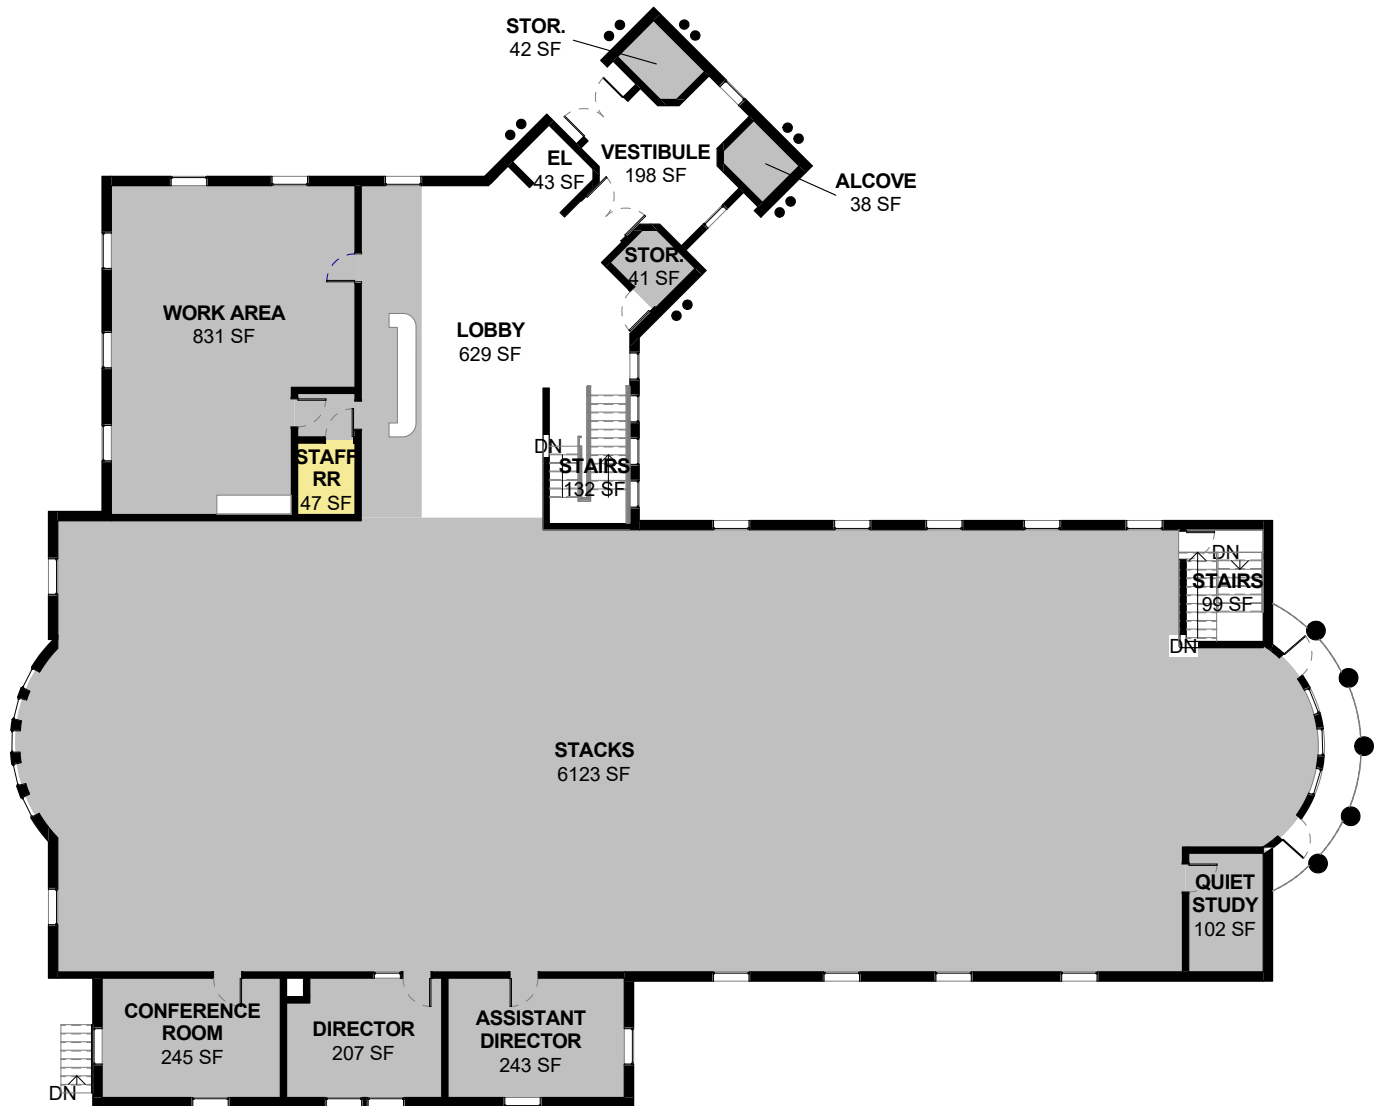 STOR.
42 SF
EL
43 SF
VESTIBULE
198 SF
ALCOVE
38 SF
STOR.
41 SF
WORK AREA
831 SF
LOBBY
629 SF
DN
STAIRS
132 SF
STAFF
RR
47 SF
DN
STAIRS
99 SF
DN
STACKS
6123 SF
QUIET
STUDY
102 SF
CONFERENCE
ROOM
245 SF
DIRECTOR
207 SF
ASSISTANT
DIRECTOR
243 SF
DN